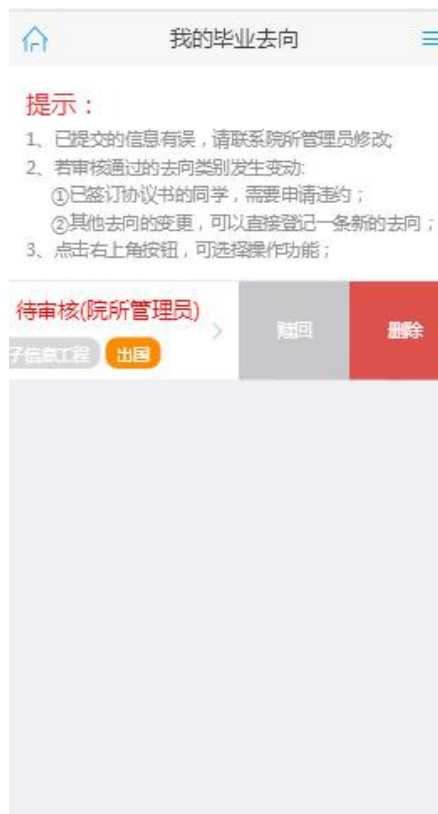 我的毕业去向
提示：
1、已提交的信息有误，请联系院所管理员修改;
2、若审核通过的去向类别发生变动:
①已签订协议书的同学，需要申请违约；
②其他去向的变更，可以直接登记一条新的去向；
3、点击右上角按钮，可选择操作功能；
待审核(院所管理员)
子信息工程 出国
赎回
删除